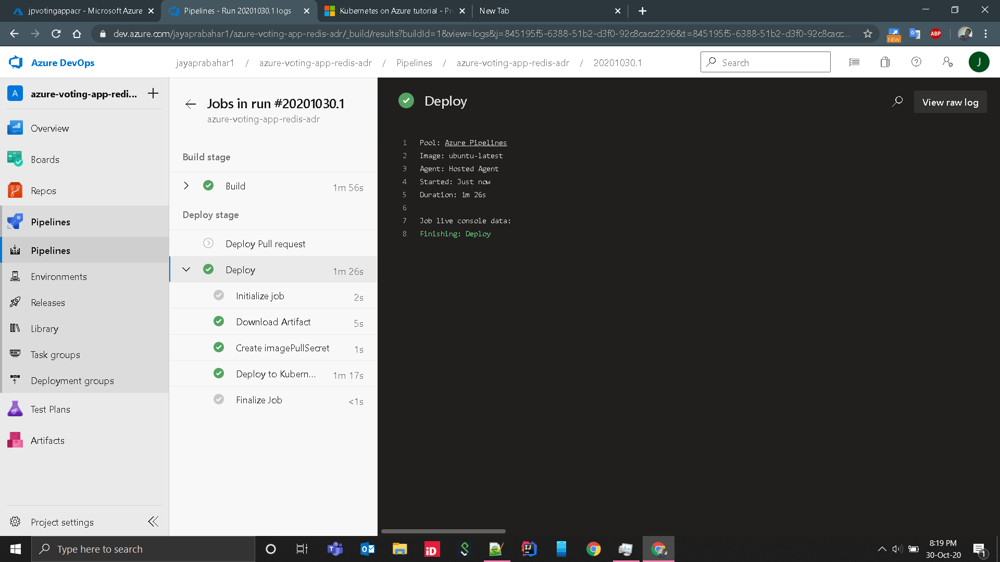 jpvotingappacr - Microsoft Azure
Pipelines - Run 20201030.1 logs
Kubernetes on Azure tutorial - Pr
New Tab
dev.azure.com/jayaprabahar1/azure-voting-app-redis-adr/_build/results?buildId=1&view=logs&j=845195f5-6388-51b2-d3f0-92c8cacc2296&t=845195f5-6388-51b2-d3f0-92c8cacc...
NEW
ABP
Azure DevOps
jayaprabahar1 / azure-voting-app-redis-adr / Pipelines / azure-voting-app-redis-adr / 20201030.1
Search
J
A
azure-voting-app-redi...
Overview
Boards
Repos
Pipelines
Pipelines
Environments
Releases
Library
Task groups
Deployment groups
Test Plans
Artifacts
Project settings
Jobs in run #20201030.1
azure-voting-app-redis-adr
Build stage
Build 1m 56s
Deploy stage
Deploy Pull request
Deploy 1m 26s
Initialize job 2s
Download Artifact 5s
Create imagePullSecret 1s
Deploy to Kubern... 1m 17s
Finalize Job <1s
Deploy
View raw log
1 Pool: Azure Pipelines
2 Image: ubuntu-latest
3 Agent: Hosted Agent
4 Started: Just now
5 Duration: 1m 26s
6
7 Job live console data:
8 Finishing: Deploy
Type here to search
iD
8:19 PM
30-Oct-20
1